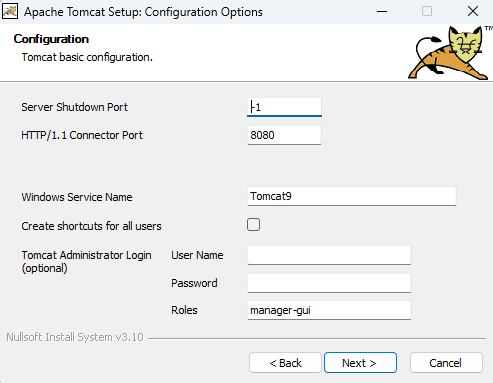 Apache Tomcat Setup: Configuration Options
Configuration
Tomcat basic configuration.
TM
Server Shutdown Port -1
HTTP/1.1 Connector Port 8080
Windows Service Name Tomcat9
Create shortcuts for all users
Tomcat Administrator Login User Name
(optional)
Password
Roles manager-gui
Nullsoft Install System v3.10
< Back Next > Cancel